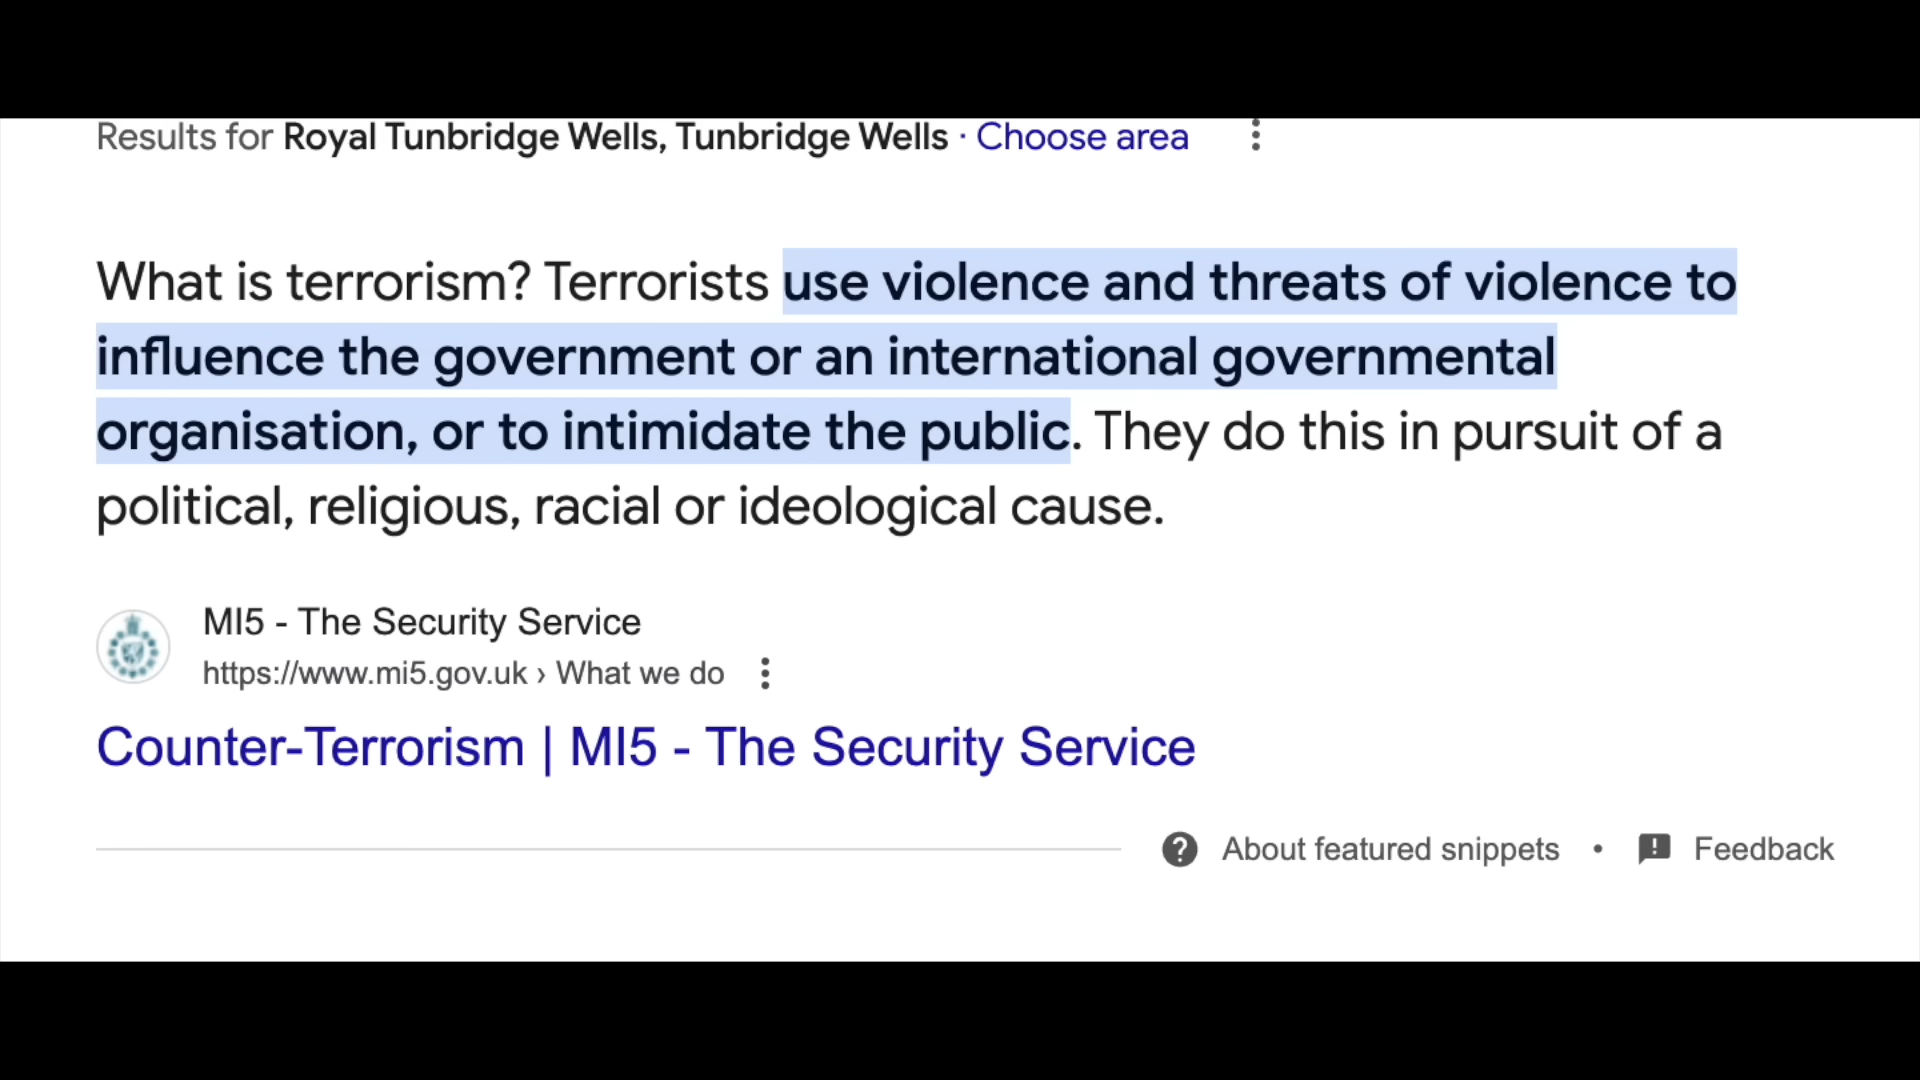 Results for Royal Tunbridge Wells, Tunbridge Wells · Choose area
What is terrorism? Terrorists use violence and threats of violence to
influence the government or an international governmental
organisation, or to intimidate the public. They do this in pursuit of a
political, religious, racial or ideological cause.
MI5 - The Security Service
https://www.mi5.gov.uk › What we do
Counter-Terrorism | MI5 - The Security Service
About featured snippets • Feedback